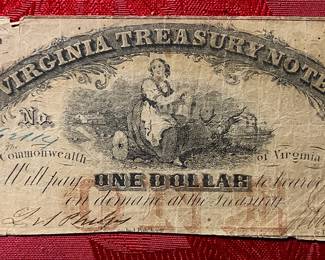 VIRGINIA TREASURY NOTE
No.
The Commonwealth of Virginia
Will pay ONE DOLLAR to bearer
on demand at the Treasury